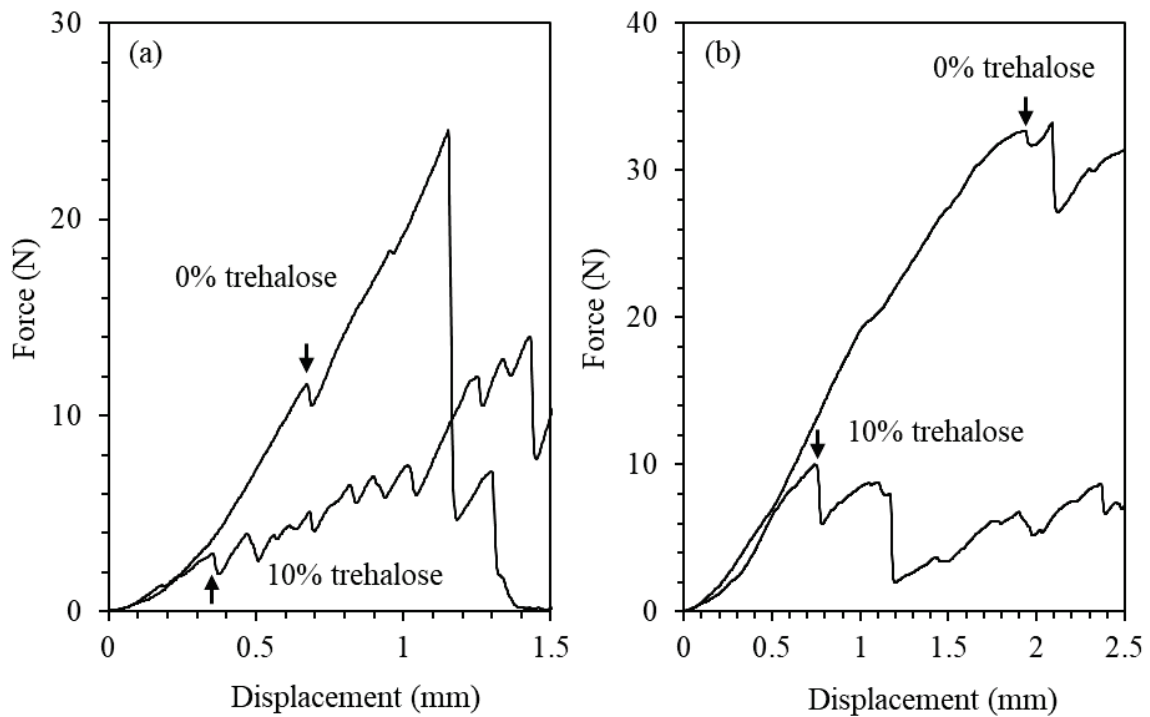 (a)
30
20
10
0
Force (N)
0% trehalose
10% trehalose
0
0.5
1
1.5
Displacement (mm)
(b)
40
30
20
10
0
Force (N)
0% trehalose
10% trehalose
0
0.5
1
1.5
2
2.5
Displacement (mm)